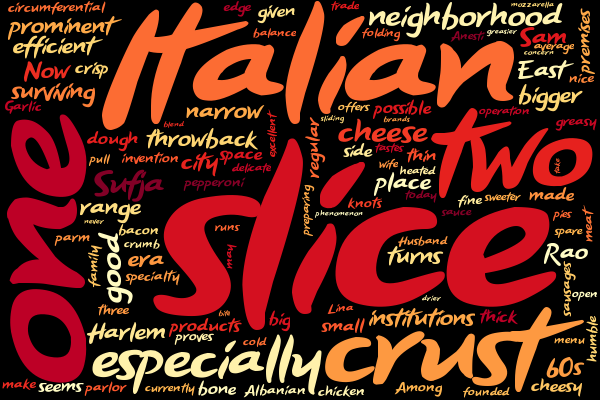 circumferential
edge
given
trade
neighborhood
mozzarella
prominent
Italian
balance
folding
Anesti
greasier
Sam
average
efficient
concern
premises
Now
crisp
East
nice
surviving
bigger
Garlic
narrow
offers
possible
operation
sliding
brands
greasy
blend
excellent
regular
cheese
two
one
dough
throwback
side
tastes
thin
pull
invention
city
space
delicate
wife
heated
take
Sufja
pepperoni
place
today
fine
sweeter
made
range
slice
preparing
knots
phenomenon
sauce
pies
meat
never
bacon
runs
spare
parm
crumb
Husband
Rao
family
good
era
may
turns
specialty
sausages
open
three
bite
Lina
drier
Harlem
products
big
small
institutions
thick
humble
proves
cold
crust
menu
especially
60s
make
seems
parlor
currently
bone
Albanian
chicken
Among
founded
cheesy